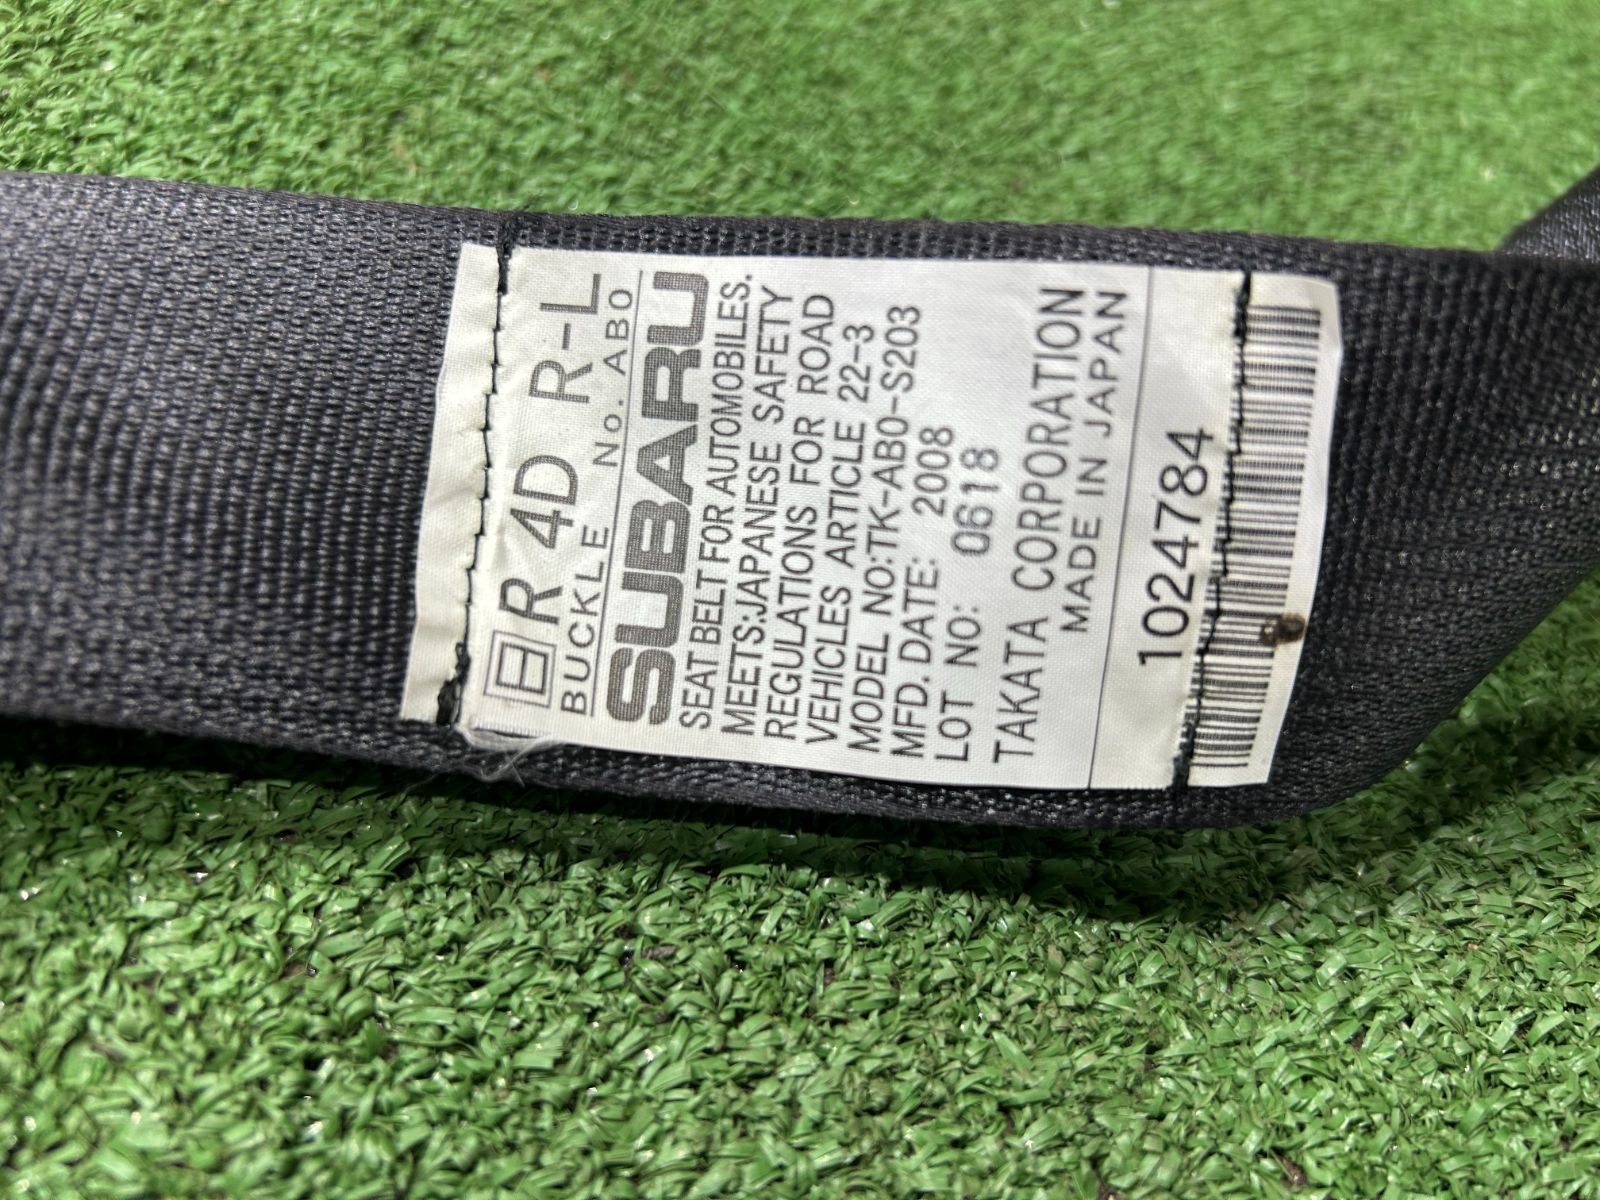 日 R 4D R-L
BUCKLE No. AB0
SUBARU
SEAT BELT FOR AUTOMOBILES.
MEETS:JAPANESE SAFETY
REGULATIONS FOR ROAD
VEHICLES ARTICLE 22-3
MODEL NO:TK-AB0-S203
MFD. DATE: 2008
LOT NO: 0618
TAKATA CORPORATION
MADE IN JAPAN
1024784